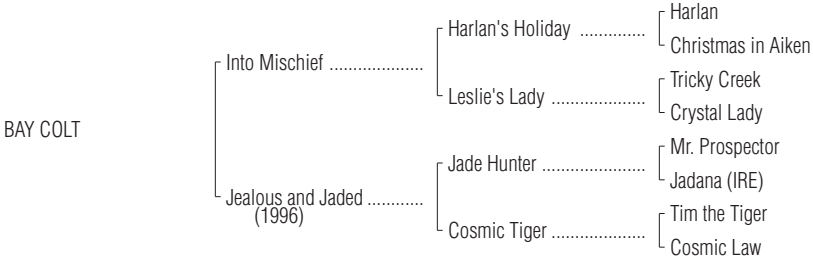 Harlan
Harlan's Holiday ..............
Christmas in Aiken
Into Mischief ....................
Tricky Creek
Leslie's Lady ....................
Crystal Lady
BAY COLT
Mr. Prospector
Jade Hunter ......................
Jadana (IRE)
Jealous and Jaded ............
(1996)
Tim the Tiger
Cosmic Tiger ....................
Cosmic Law